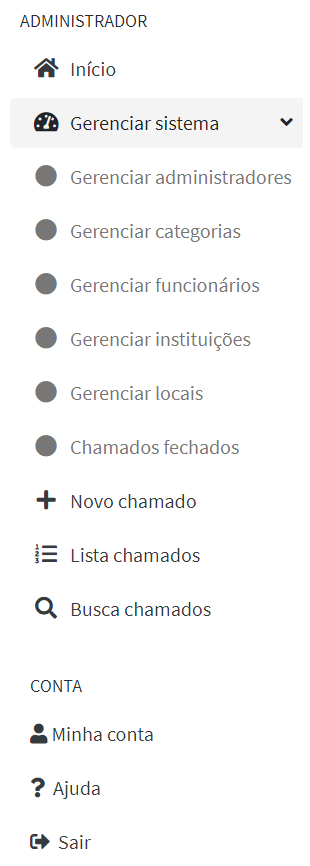 ADMINISTRADOR
Início
Gerenciar sistema
Gerenciar administradores
Gerenciar categorias
Gerenciar funcionários
Gerenciar instituições
Gerenciar locais
Chamados fechados
Novo chamado
Lista chamados
Busca chamados
CONTA
Minha conta
Ajuda
Sair